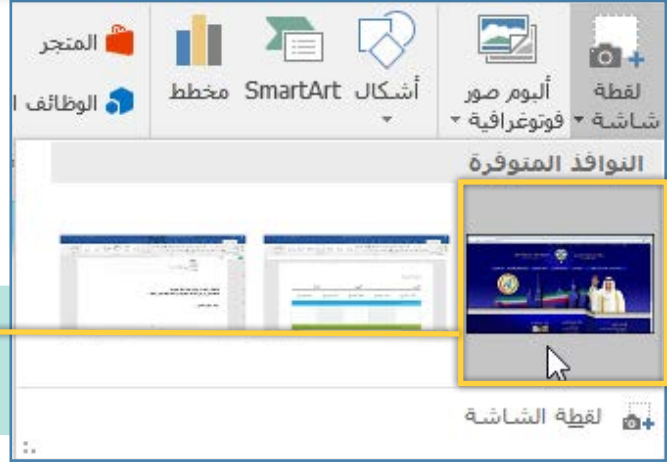 لقطة شاشة
ألبوم صور فوتوغرافية
أشكال
SmartArt
مخطط
المتجر
الوظائف
النوافذ المتوفرة
لقطة الشاشة